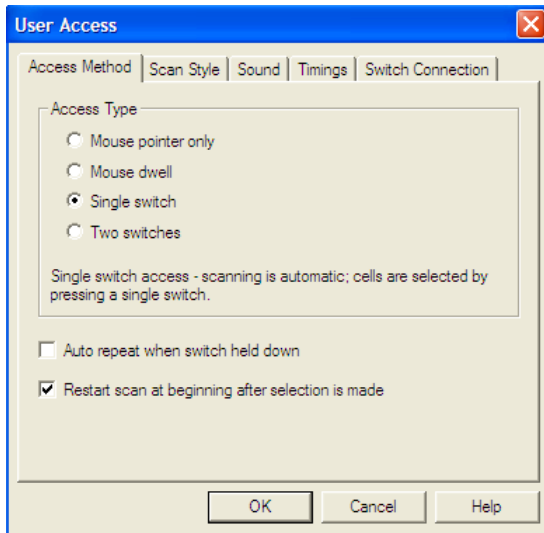 User Access
Access Method Scan Style Sound Timings Switch Connection
Access Type
Mouse pointer only
Mouse dwell
Single switch
Two switches
Single switch access - scanning is automatic; cells are selected by
pressing a single switch.
Auto repeat when switch held down
Restart scan at beginning after selection is made
OK Cancel Help